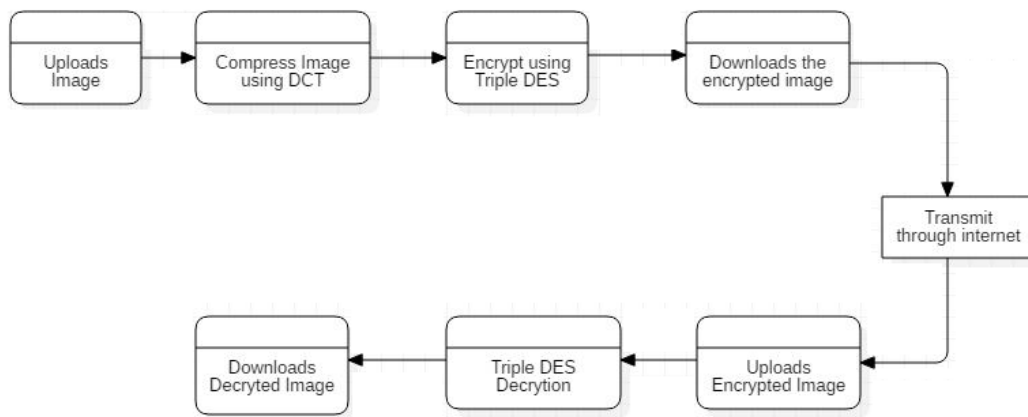 Uploads
Image
Compress Image
using DCT
Encrypt using
Triple DES
Downloads the
encrypted image
Transmit
through internet
Downloads
Decryted Image
Triple DES
Decrytion
Uploads
Encrypted Image